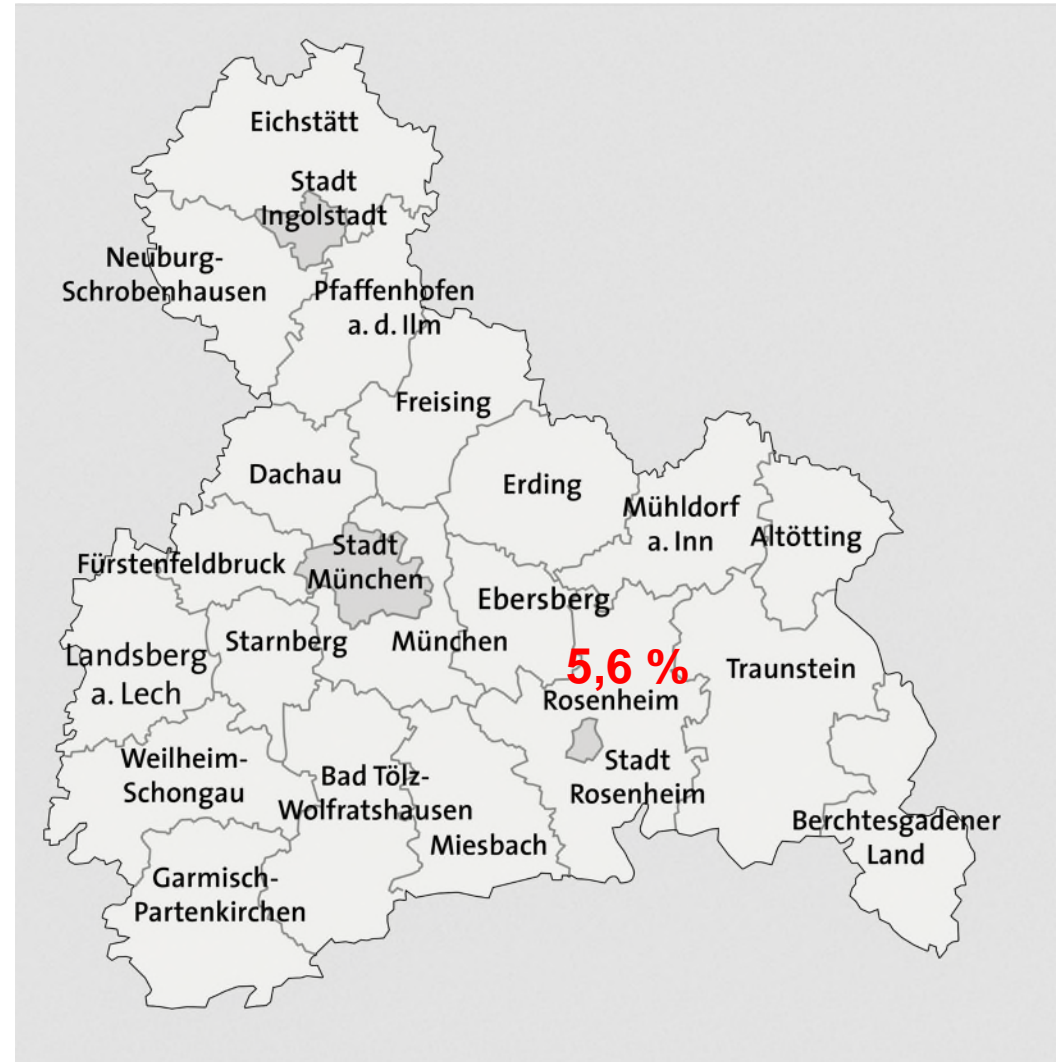 Eichstätt
Stadt
Ingolstadt
Neuburg-
Schrobenhausen
Pfaffenhofen
a. d. Ilm
Freising
Dachau
Erding
Mühldorf
a. Inn
Altötting
Fürstenfeldbruck
Stadt
München
Ebersberg
Landsberg
a. Lech
Starnberg
München
5,6 %
Rosenheim
Traunstein
Weilheim-
Schongau
Bad Tölz-
Wolfratshausen
Miesbach
Stadt
Rosenheim
Berchtesgadener
Land
Garmisch-
Partenkirchen